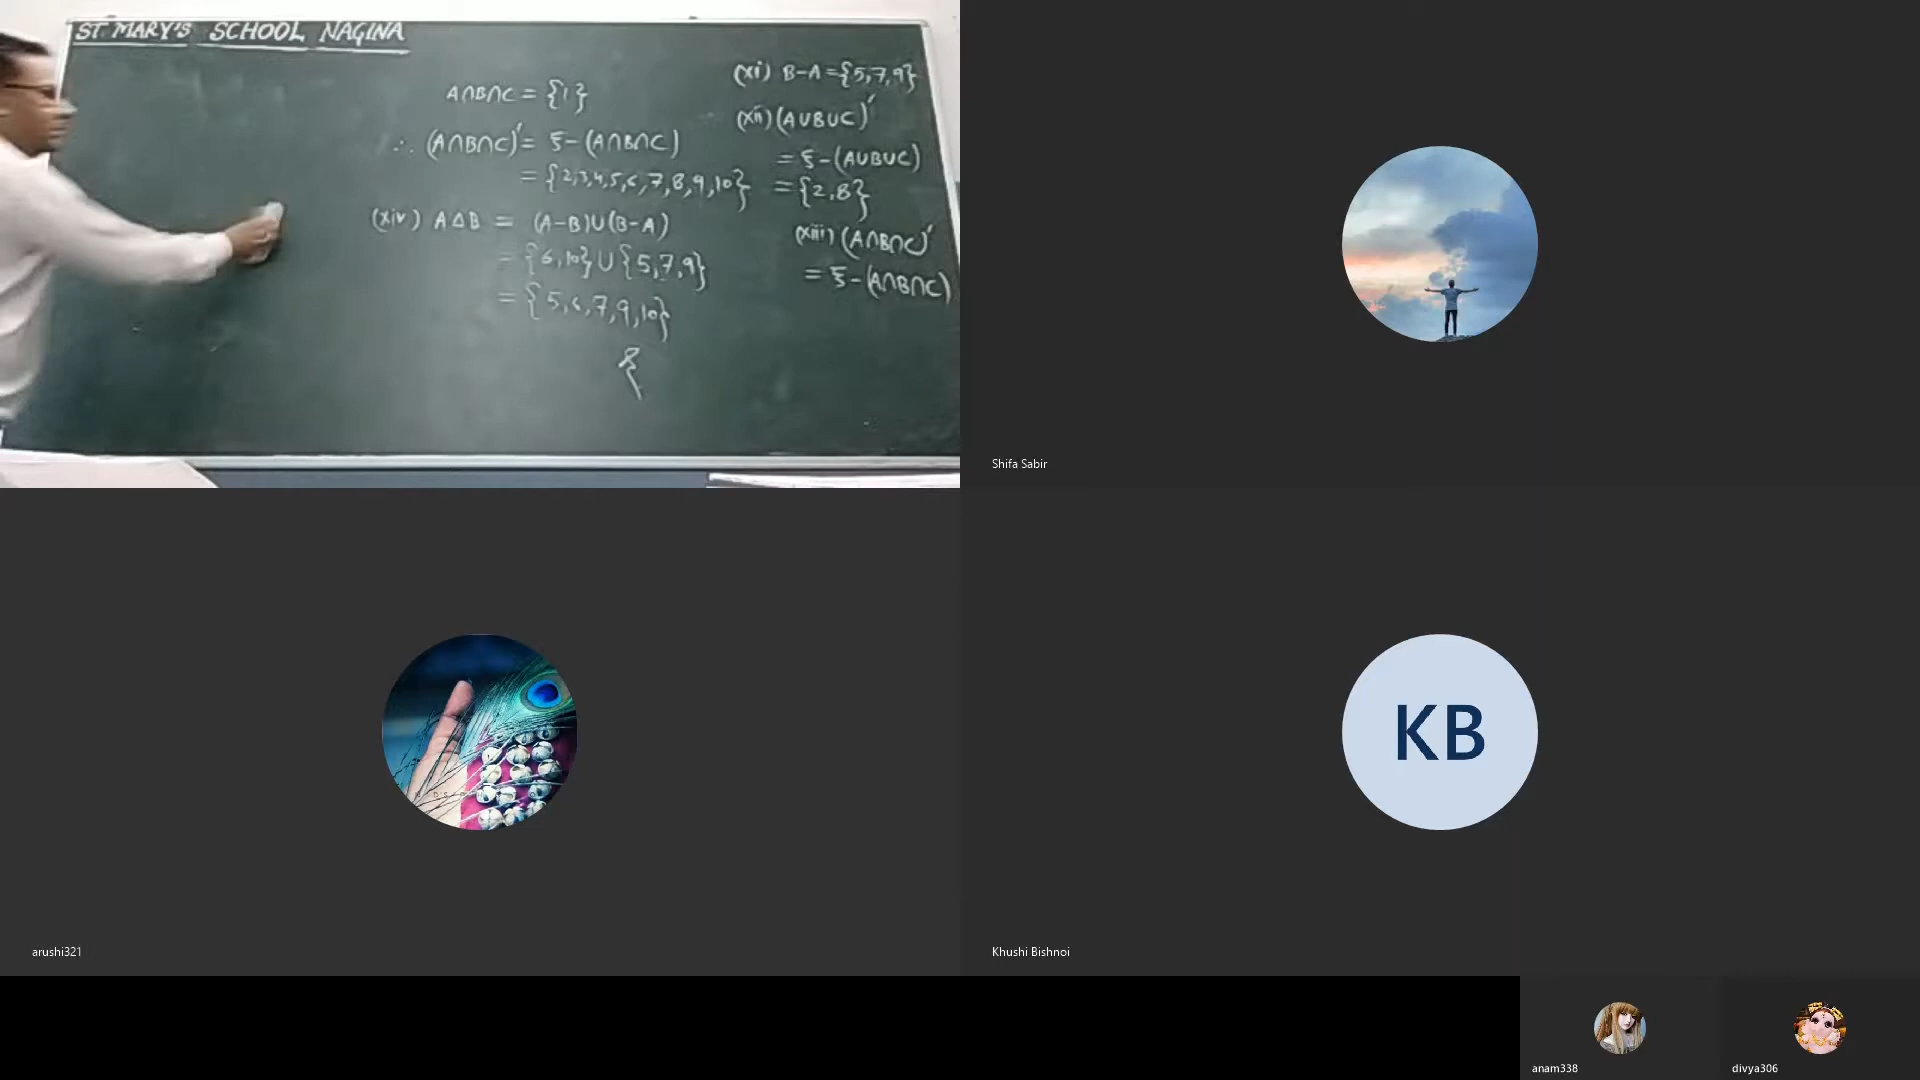 ST MARY'S SCHOOL NAGINA
A∩B∩C = {1}
∴ (A∩B∩C)' = ξ-(A∩B∩C)
= {2,3,4,5,6,7,8,9,10}
(xiv) A Δ B = (A-B)∪(B-A)
= {6,10}∪{5,7,9}
= {5,6,7,9,10}
ξ
(xi) B-A = {5,7,9}
(xii) (A∪B∪C)'
= ξ-(A∪B∪C)
= {2,8}
(xiii) (A∩B∩C)'
= ξ-(A∩B∩C)
Shifa Sabir
KB
arushi321
Khushi Bishnoi
anam338
divya306